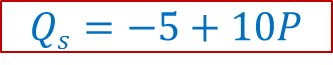 Qₛ = −5 + 10P